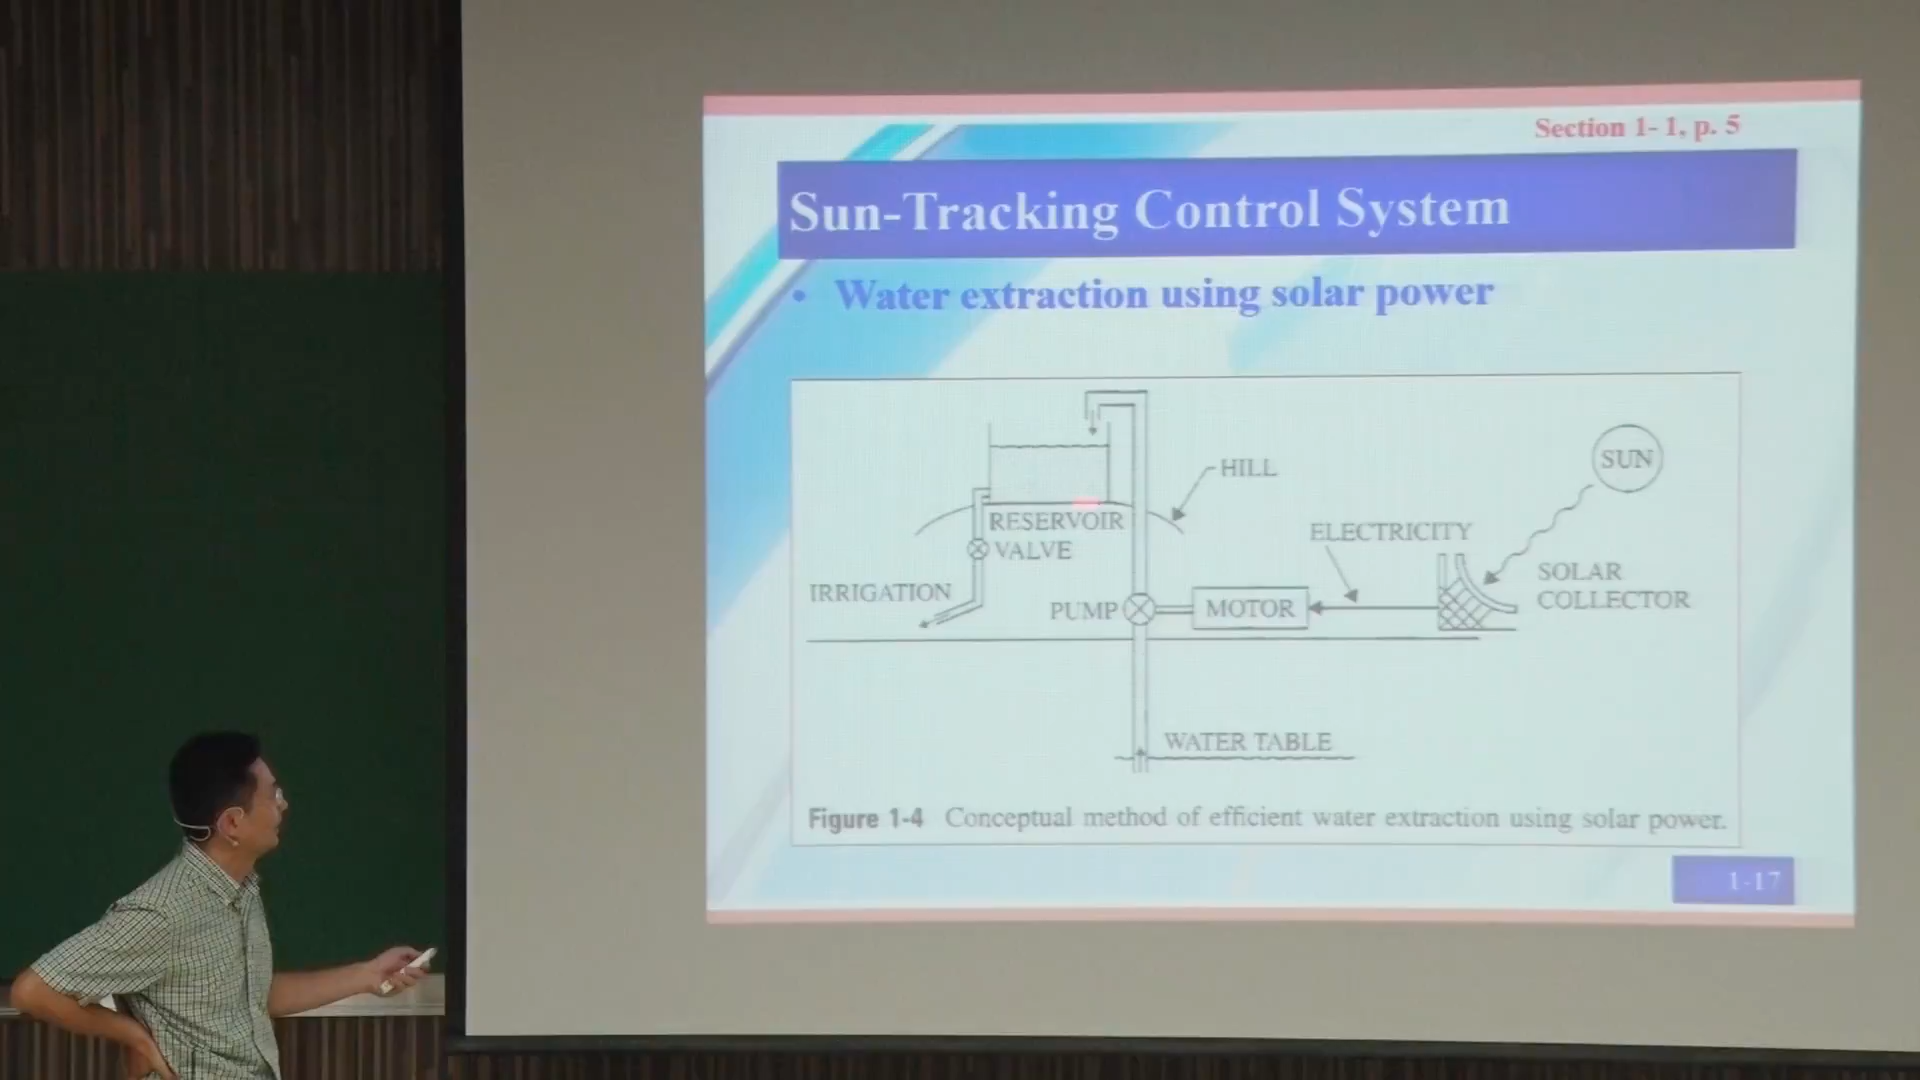 Section 1-1, p. 5
Sun-Tracking Control System
• Water extraction using solar power
HILL
SUN
RESERVOIR
VALVE
ELECTRICITY
SOLAR
COLLECTOR
IRRIGATION
PUMP
MOTOR
WATER TABLE
Figure 1-4 Conceptual method of efficient water extraction using solar power.
1-17